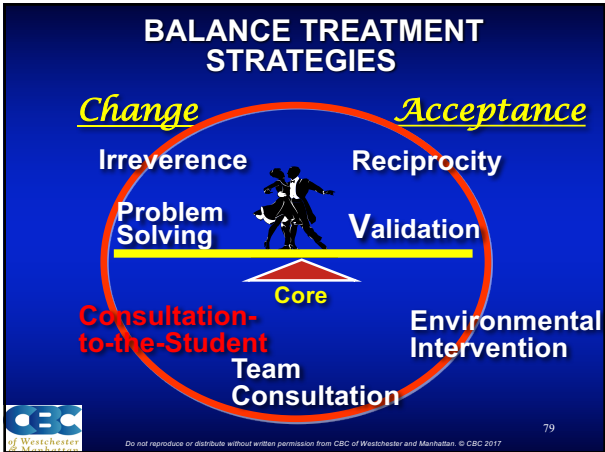 BALANCE TREATMENT
STRATEGIES
Change
Acceptance
Irreverence
Reciprocity
Problem
Solving
Validation
Core
Consultation-
to-the-Student
Environmental
Intervention
Team
Consultation
CBC
of Westchester
& Manhattan
79
Do not reproduce or distribute without written permission from CBC of Westchester and Manhattan. © CBC 2017